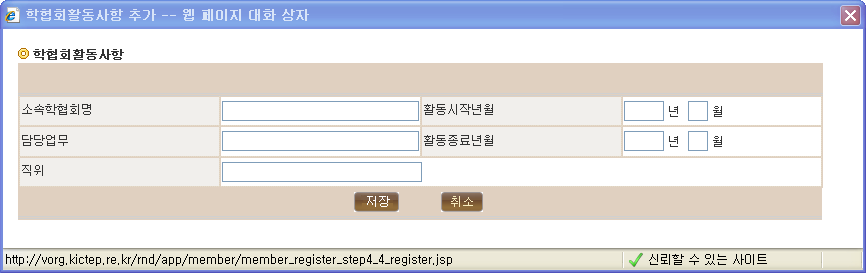 학협회활동사항 추가 -- 웹 페이지 대화 상자
학협회활동사항
소속학협회명 활동시작년월 년 월
담당업무 활동종료년월 년 월
직위
저장 취소
http://vorg.kictep.re.kr/rnd/app/member/member_register_step4_4_register.jsp 신뢰할 수 있는 사이트